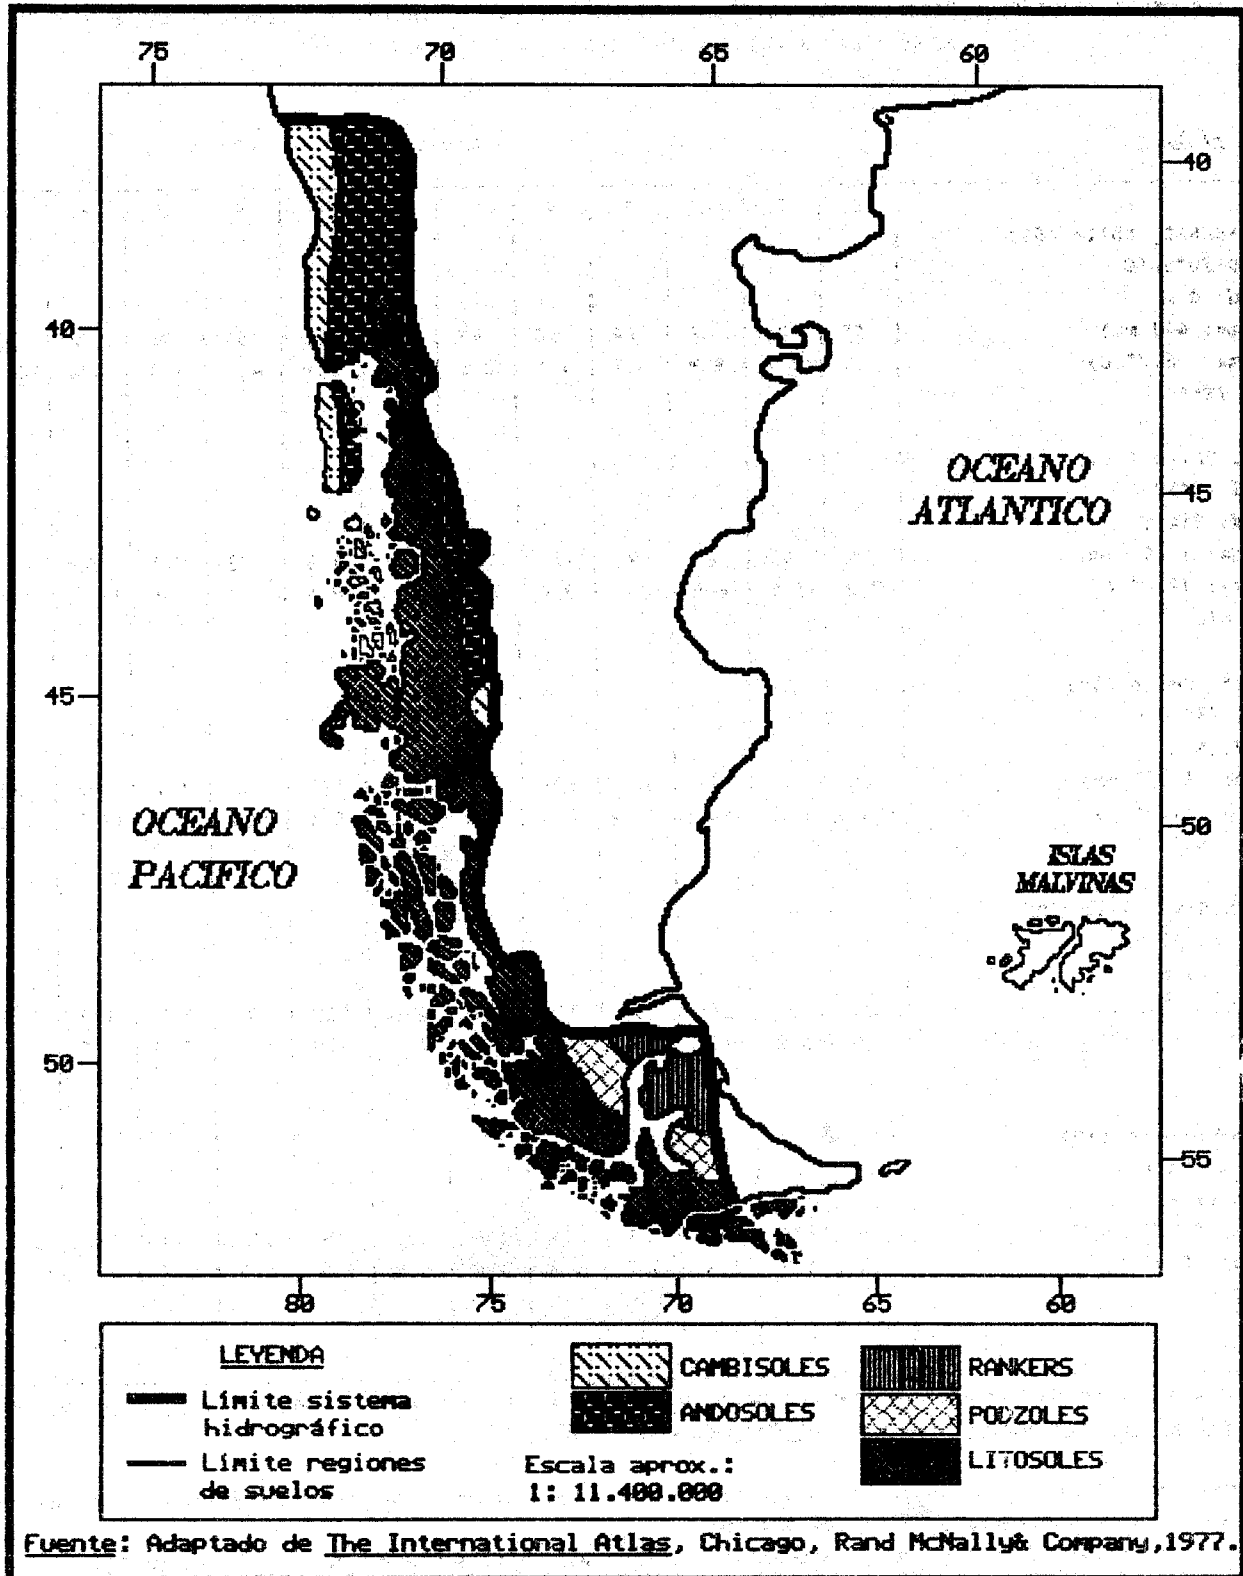 75 70 65 60
40
40
OCEANO
ATLANTICO
45
45
OCEANO
PACIFICO
50
ISLAS
MALVINAS
50
55
80 75 70 65 60
LEYENDA
Límite sistema
hidrográfico
Límite regiones
de suelos
CAMBISOLES
ANDOSOLES
Escala aprox.:
1: 11.400.000
RANKERS
PODZOLES
LITOSOLES
Fuente: Adaptado de The International Atlas, Chicago, Rand McNally& Company,1977.